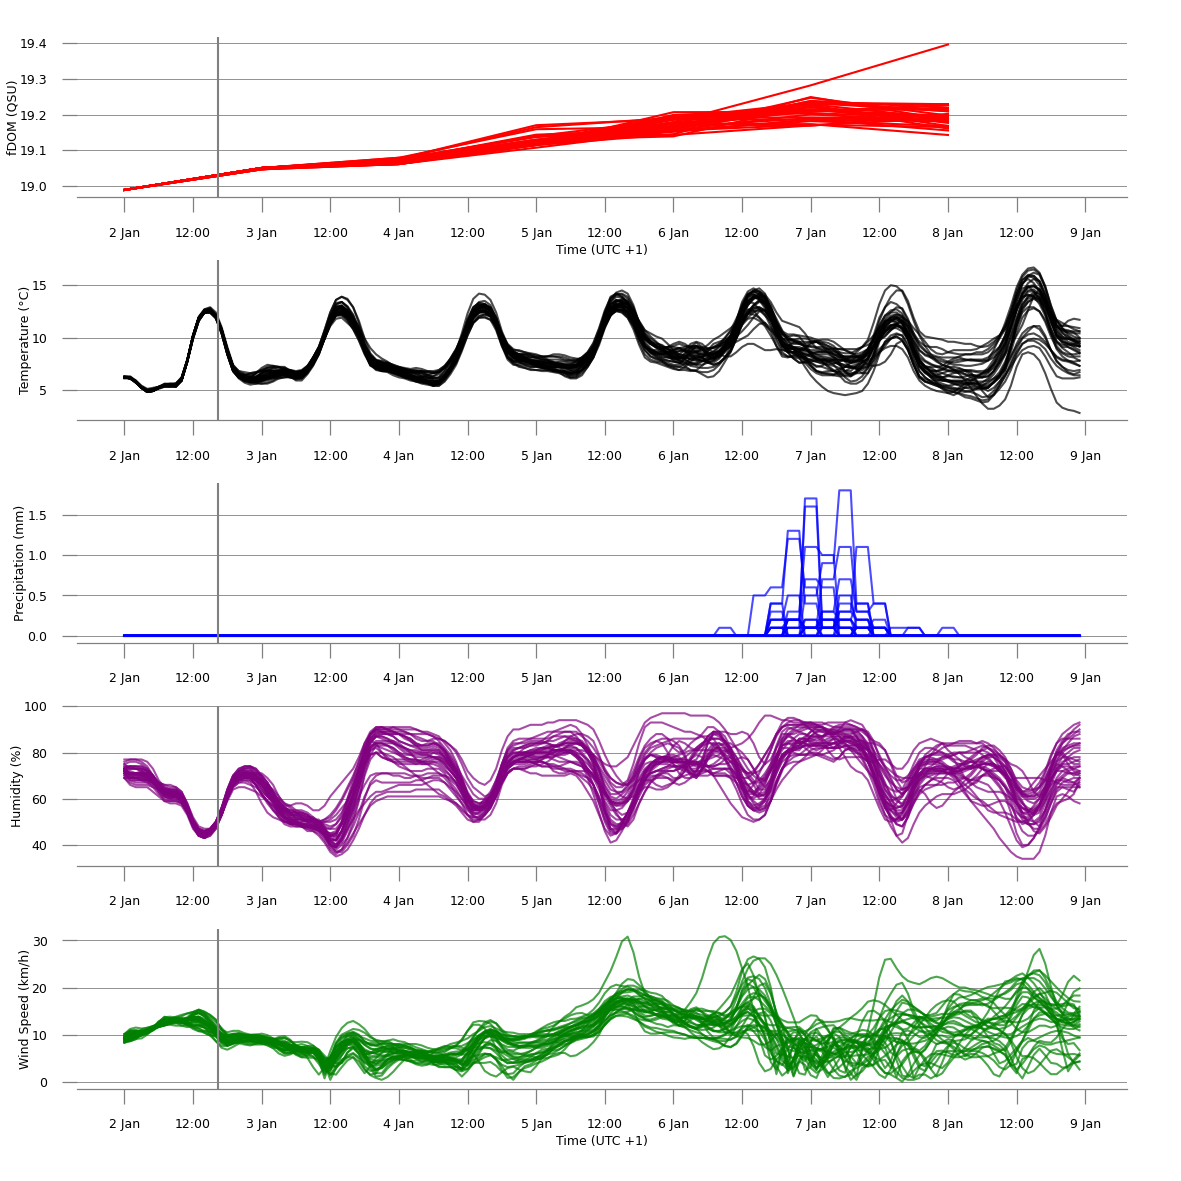 19.4
19.3
19.2
19.1
19.0
fDOM (QSU)
2 Jan 12:00 3 Jan 12:00 4 Jan 12:00 5 Jan 12:00 6 Jan 12:00 7 Jan 12:00 8 Jan 12:00 9 Jan
Time (UTC +1)
15
10
5
Temperature (°C)
2 Jan 12:00 3 Jan 12:00 4 Jan 12:00 5 Jan 12:00 6 Jan 12:00 7 Jan 12:00 8 Jan 12:00 9 Jan
1.5
1.0
0.5
0.0
Precipitation (mm)
2 Jan 12:00 3 Jan 12:00 4 Jan 12:00 5 Jan 12:00 6 Jan 12:00 7 Jan 12:00 8 Jan 12:00 9 Jan
100
80
60
40
Humidity (%)
2 Jan 12:00 3 Jan 12:00 4 Jan 12:00 5 Jan 12:00 6 Jan 12:00 7 Jan 12:00 8 Jan 12:00 9 Jan
30
20
10
0
Wind Speed (km/h)
2 Jan 12:00 3 Jan 12:00 4 Jan 12:00 5 Jan 12:00 6 Jan 12:00 7 Jan 12:00 8 Jan 12:00 9 Jan
Time (UTC +1)